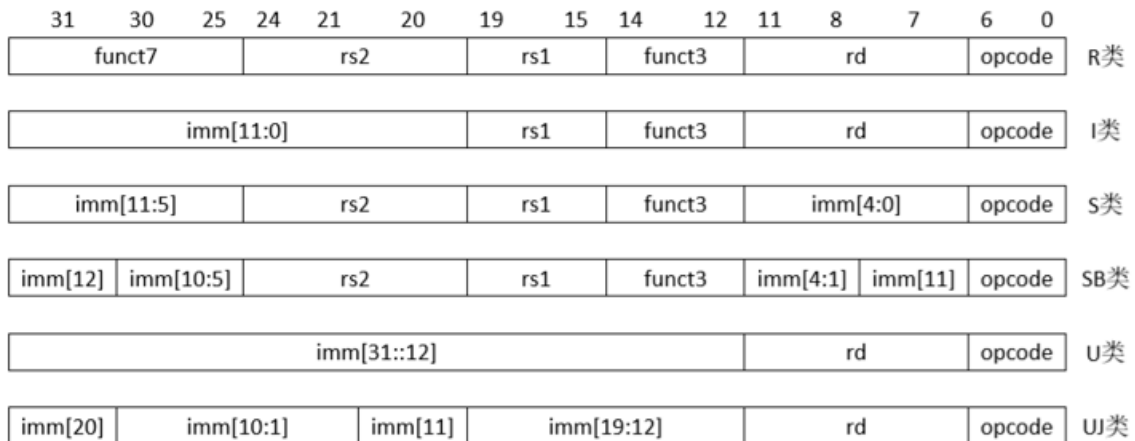 31 30 25 24 21 20 19 15 14 12 11 8 7 6 0
funct7 rs2 rs1 funct3 rd opcode R类
imm[11:0] rs1 funct3 rd opcode I类
imm[11:5] rs2 rs1 funct3 imm[4:0] opcode S类
imm[12] imm[10:5] rs2 rs1 funct3 imm[4:1] imm[11] opcode SB类
imm[31::12] rd opcode U类
imm[20] imm[10:1] imm[11] imm[19:12] rd opcode UJ类